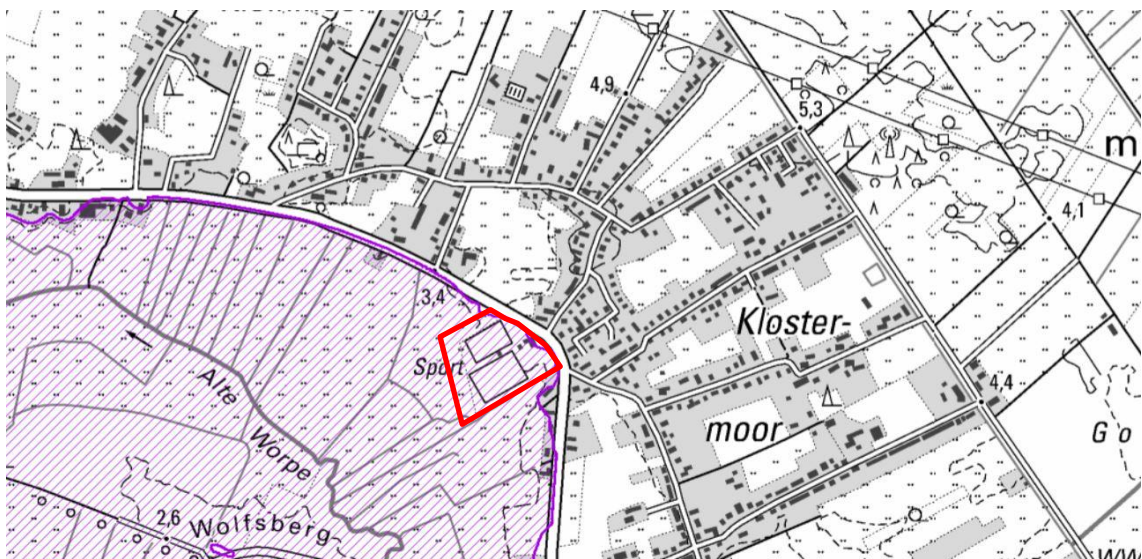 4,9
5,3
m
4,1
3,4
Kloster-
Sport
4,4
Alte
moor
G o
Worpe
2,6
Wolfsberg